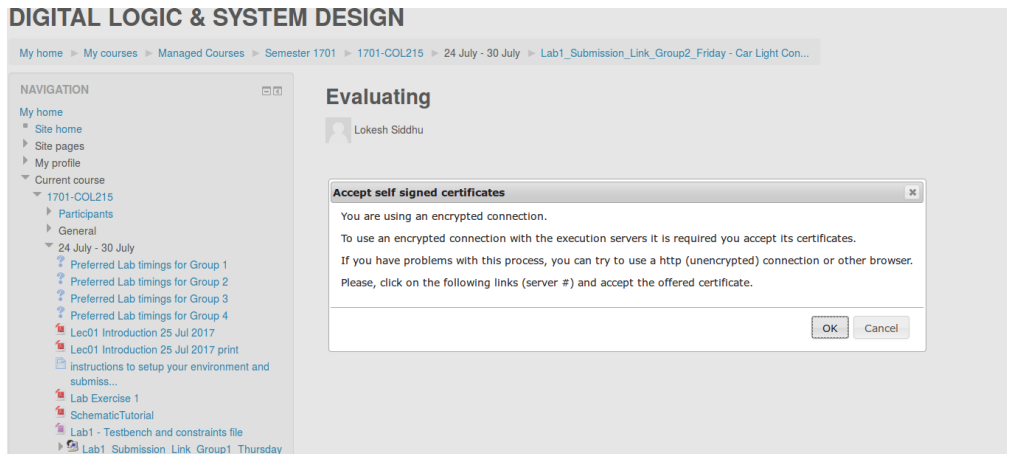 DIGITAL LOGIC & SYSTEM DESIGN
My home ► My courses ► Managed Courses ► Semester 1701 ► 1701-COL215 ► 24 July - 30 July ► Lab1_Submission_Link_Group2_Friday - Car Light Con...
NAVIGATION
My home
Site home
Site pages
My profile
Current course
1701-COL215
Participants
General
24 July - 30 July
Preferred Lab timings for Group 1
Preferred Lab timings for Group 2
Preferred Lab timings for Group 3
Preferred Lab timings for Group 4
Lec01 Introduction 25 Jul 2017
Lec01 Introduction 25 Jul 2017 print
instructions to setup your environment and
submiss...
Lab Exercise 1
SchematicTutorial
Lab1 - Testbench and constraints file
Lab1_Submission_Link_Group1_Thursday
Evaluating
Lokesh Siddhu
Accept self signed certificates
You are using an encrypted connection.
To use an encrypted connection with the execution servers it is required you accept its certificates.
If you have problems with this process, you can try to use a http (unencrypted) connection or other browser.
Please, click on the following links (server #) and accept the offered certificate.
OK Cancel